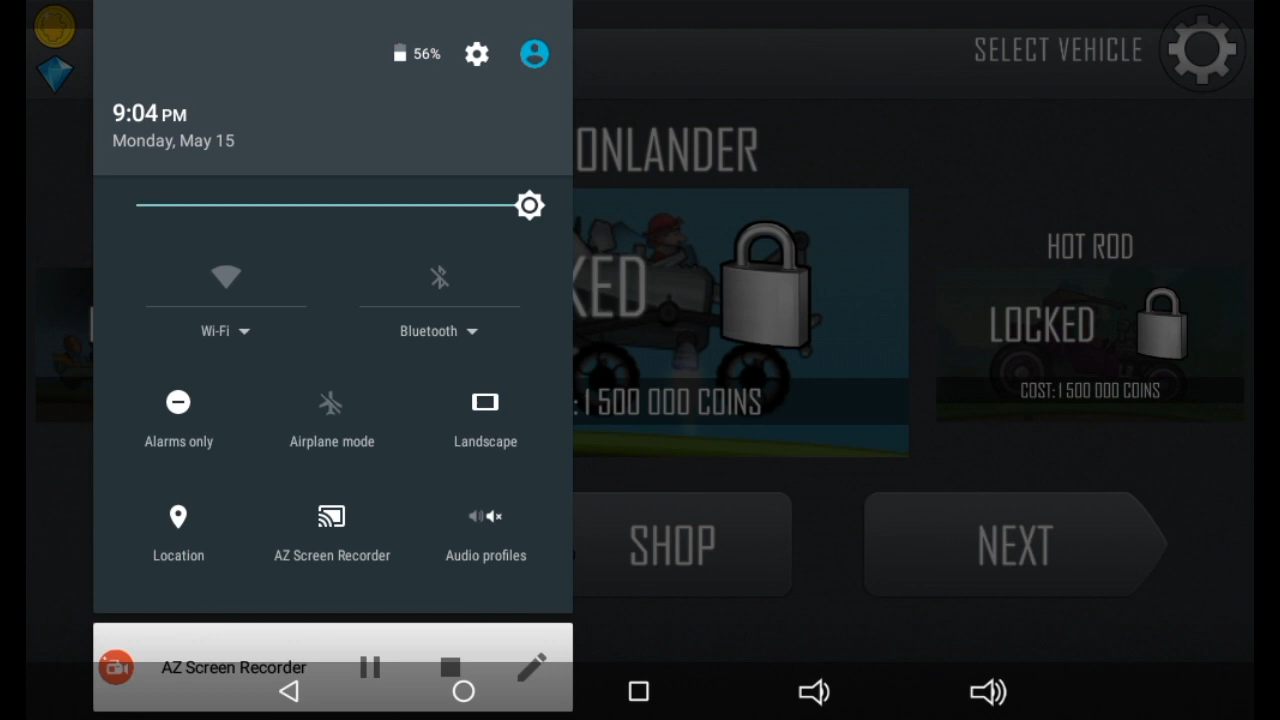 56%
SELECT VEHICLE
9:04 PM
Monday, May 15
ONLANDER
HOT ROD
KED
LOCKED
Wi-Fi
Bluetooth
: 1 500 000 COINS
COST: 1 500 000 COINS
Alarms only
Airplane mode
Landscape
Location
AZ Screen Recorder
Audio profiles
SHOP
NEXT
AZ Screen Recorder